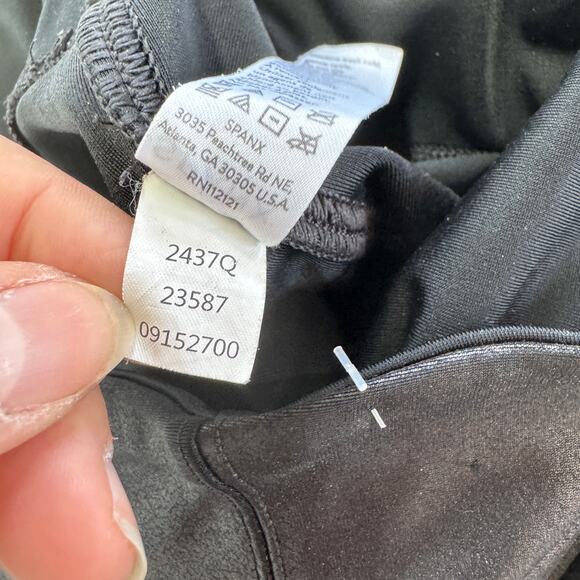 SPANX
3035 Peachtree Rd NE,
Atlanta, GA 30305 U.S.A.
RN112121
2437Q
23587
09152700